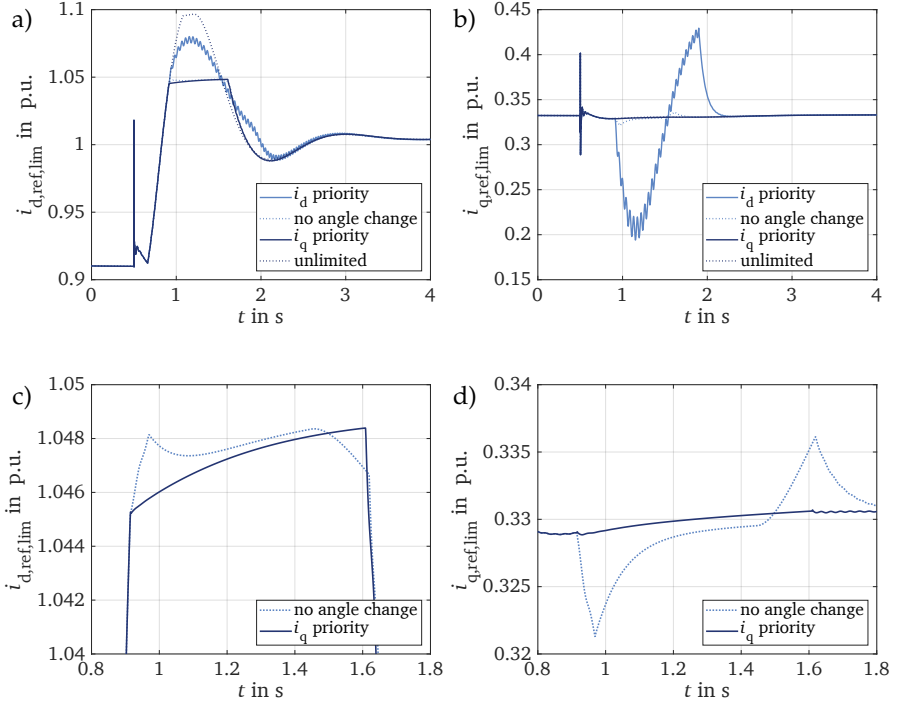 a)
1.1
1.05
1
0.95
0.9
i_d,ref,lim in p.u.
0 1 2 3 4
t in s
i_d priority
no angle change
i_q priority
unlimited
b)
0.45
0.4
0.35
0.3
0.25
0.2
0.15
i_q,ref,lim in p.u.
0 1 2 3 4
t in s
i_d priority
no angle change
i_q priority
unlimited
c)
1.05
1.048
1.046
1.044
1.042
1.04
i_d,ref,lim in p.u.
0.8 1 1.2 1.4 1.6 1.8
t in s
no angle change
i_q priority
d)
0.34
0.335
0.33
0.325
0.32
i_q,ref,lim in p.u.
0.8 1 1.2 1.4 1.6 1.8
t in s
no angle change
i_q priority